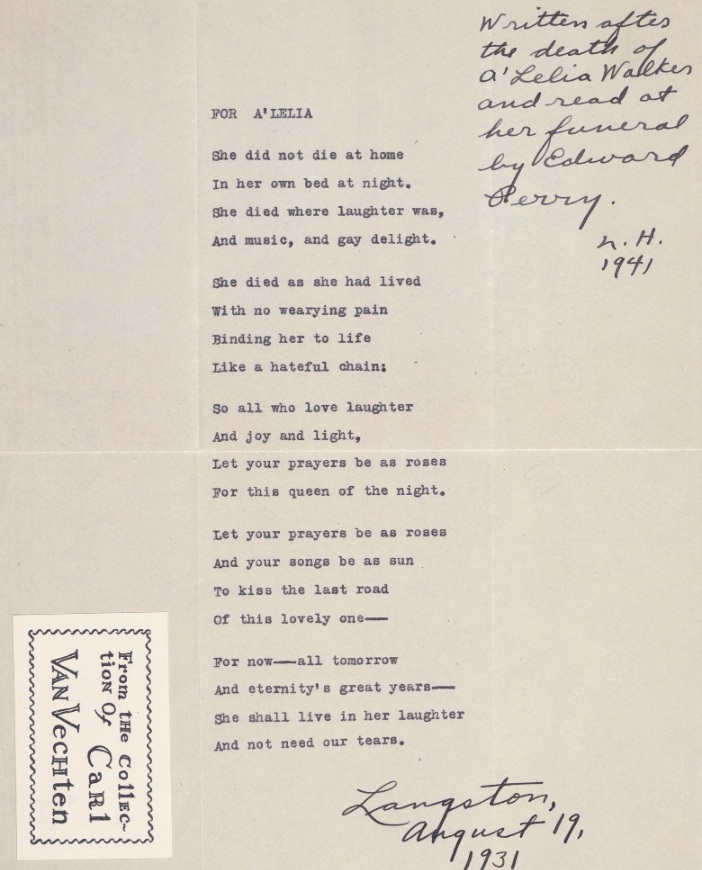 Written after
the death of
A'Lelia Walker
and read at
her funeral
by Edward
Perry.
L. H.
1941
FOR A'LELIA
She did not die at home
In her own bed at night.
She died where laughter was,
And music, and gay delight.
She died as she had lived
With no wearying pain
Binding her to life
Like a hateful chain;
So all who love laughter
And joy and light,
Let your prayers be as roses
For this queen of the night.
Let your prayers be as roses
And your songs be as sun
To kiss the last road
Of this lovely one——
For now——all tomorrow
And eternity's great years——
She shall live in her laughter
And not need our tears.
Langston,
August 19,
1931
From tHe CollEc-
tion Of CaRl
VAN VecHten